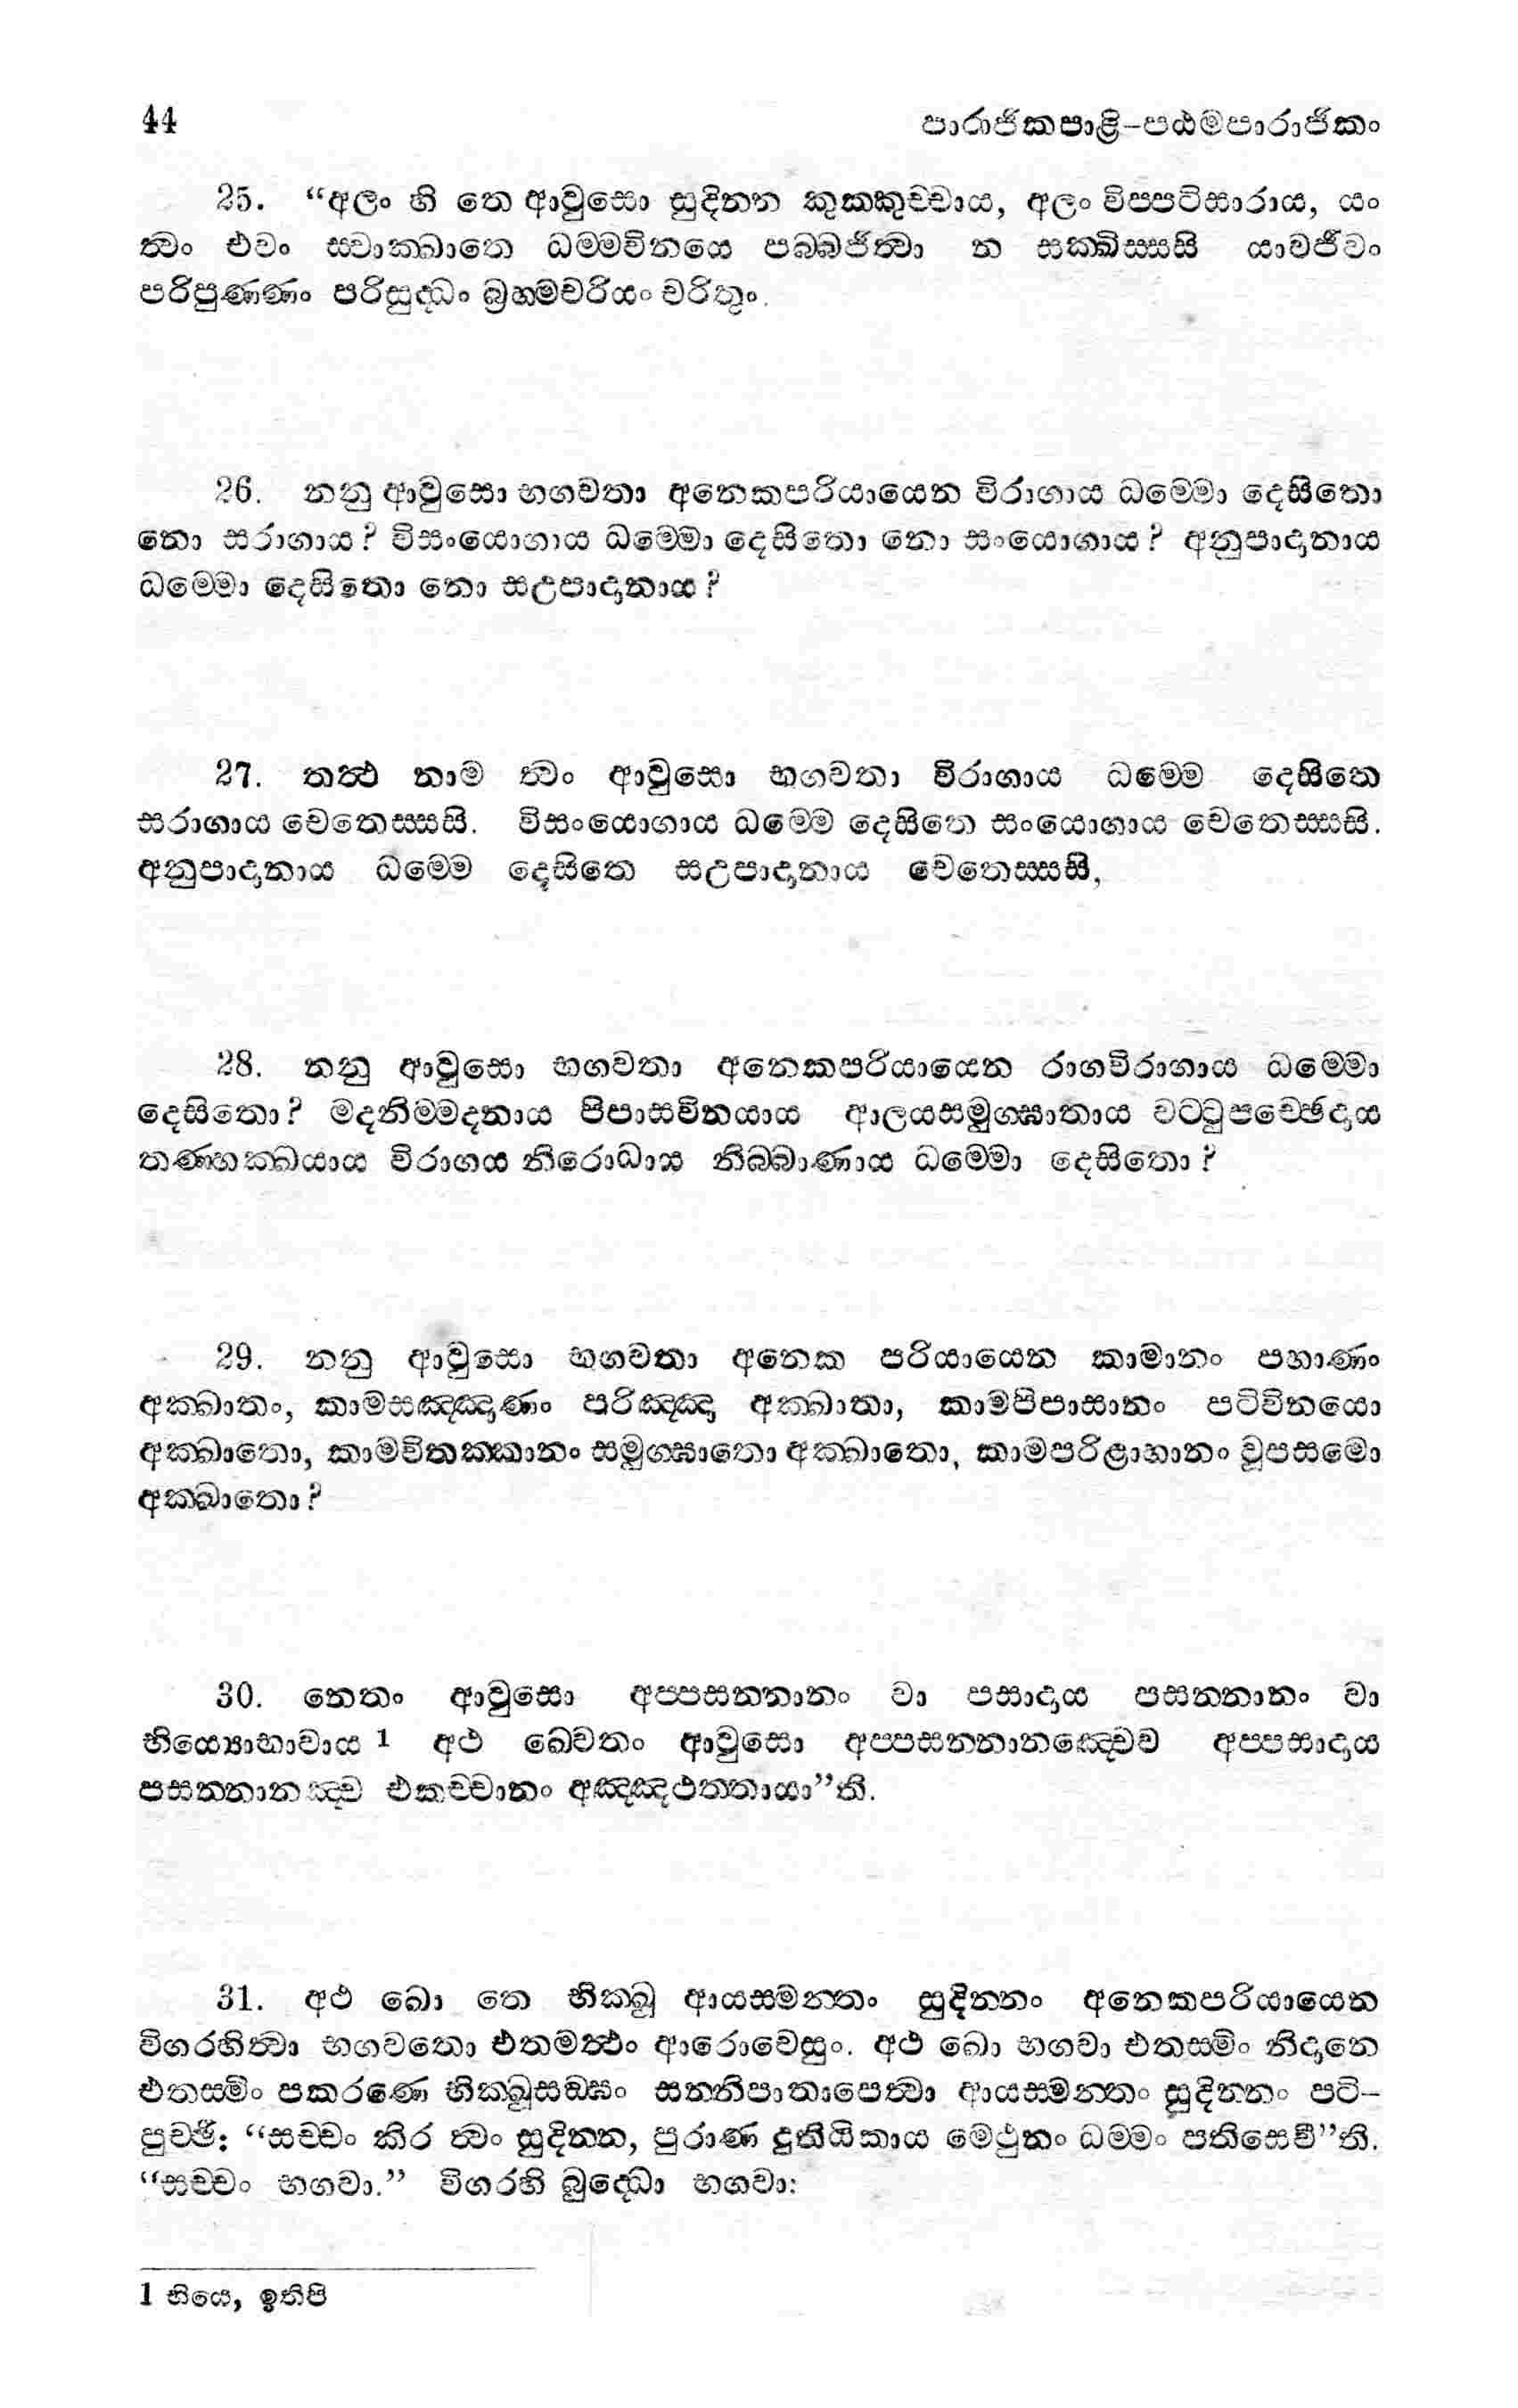 44 පාරාජිකපාළි-පඨමපාරාජිකං
25. “අලං හි තෙ ආවුසො සුදින්න කුක්කුච්චාය, අලං විප්පටිසාරාය, යං
ත්වං එවං ස්වාක්ඛාතෙ ධම්මවිනයෙ පබ්බජිත්වා න සක්ඛිස්සසි යාවජීවං
පරිපුණ්ණං පරිසුද්ධං බ්‍රහ්මචරියං චරිතුං.
26. නනු ආවුසො භගවතා අනෙකපරියායෙන විරාගාය ධම්මො දෙසිතො
නො සරාගාය? විසංයොගාය ධම්මො දෙසිතො නො සංයොගාය? අනුපාදානාය
ධම්මො දෙසිතො නො සඋපාදානාය?
27. තත්ථ නාම ත්වං ආවුසො භගවතා විරාගාය ධම්මෙ දෙසිතෙ
සරාගාය චෙතෙස්සසි. විසංයොගාය ධම්මෙ දෙසිතෙ සංයොගාය චෙතෙස්සසි.
අනුපාදානාය ධම්මෙ දෙසිතෙ සඋපාදානාය චෙතෙස්සසි,
28. නනු ආවුසො භගවතා අනෙකපරියායෙන රාගවිරාගාය ධම්මො
දෙසිතො? මදනිම්මදනාය පිපාසවිනයාය ආලයසමුග්ඝාතාය වට්ටුපච්ඡෙදාය
තණ්හක්ඛයාය විරාගය නිරොධාය නිබ්බාණාය ධම්මො දෙසිතො?
29. නනු ආවුසො භගවතා අනෙක පරියායෙන කාමානං පහාණං
අක්ඛාතං, කාමසඤ්ඤාණං පරිඤ්ඤා අක්ඛාතා, කාමපිපාසානං පටිවිනයො
අක්ඛාතො, කාමවිතක්කානං සමුග්ඝාතො අක්ඛාතො, කාමපරිළාහානං වූපසමො
අක්ඛාතො?
30. නෙතං ආවුසො අප්පසන්නානං වා පසාදාය පසන්නානං වා
භිය්‍යොභාවාය 1 අථ ඛෙවතං ආවුසො අප්පසන්නානඤ්චෙව අප්පසාදාය
පසන්නානඤ්ච එකච්චානං අඤ්ඤථත්තායා”ති.
31. අථ ඛො තෙ භික්ඛූ ආයස්මන්තං සුදින්නං අනෙකපරියායෙන
විගරහිත්වා භගවතො එතමත්ථං ආරොචෙසුං. අථ ඛො භගවා එතස්මිං නිදානෙ
එතස්මිං පකරණෙ භික්ඛුසඞ්ඝං සන්නිපාතාපෙත්වා ආයස්මන්තං සුදින්නං පටි-
පුච්ඡි: “සච්චං කිර ත්වං සුදින්න, පුරාණ දුතියිකාය මෙථුනං ධම්මං පතිසෙවී”ති.
“සච්චං භගවා.” විගරහි බුද්ධො භගවා:
1 භියෙ, ඉතිපි